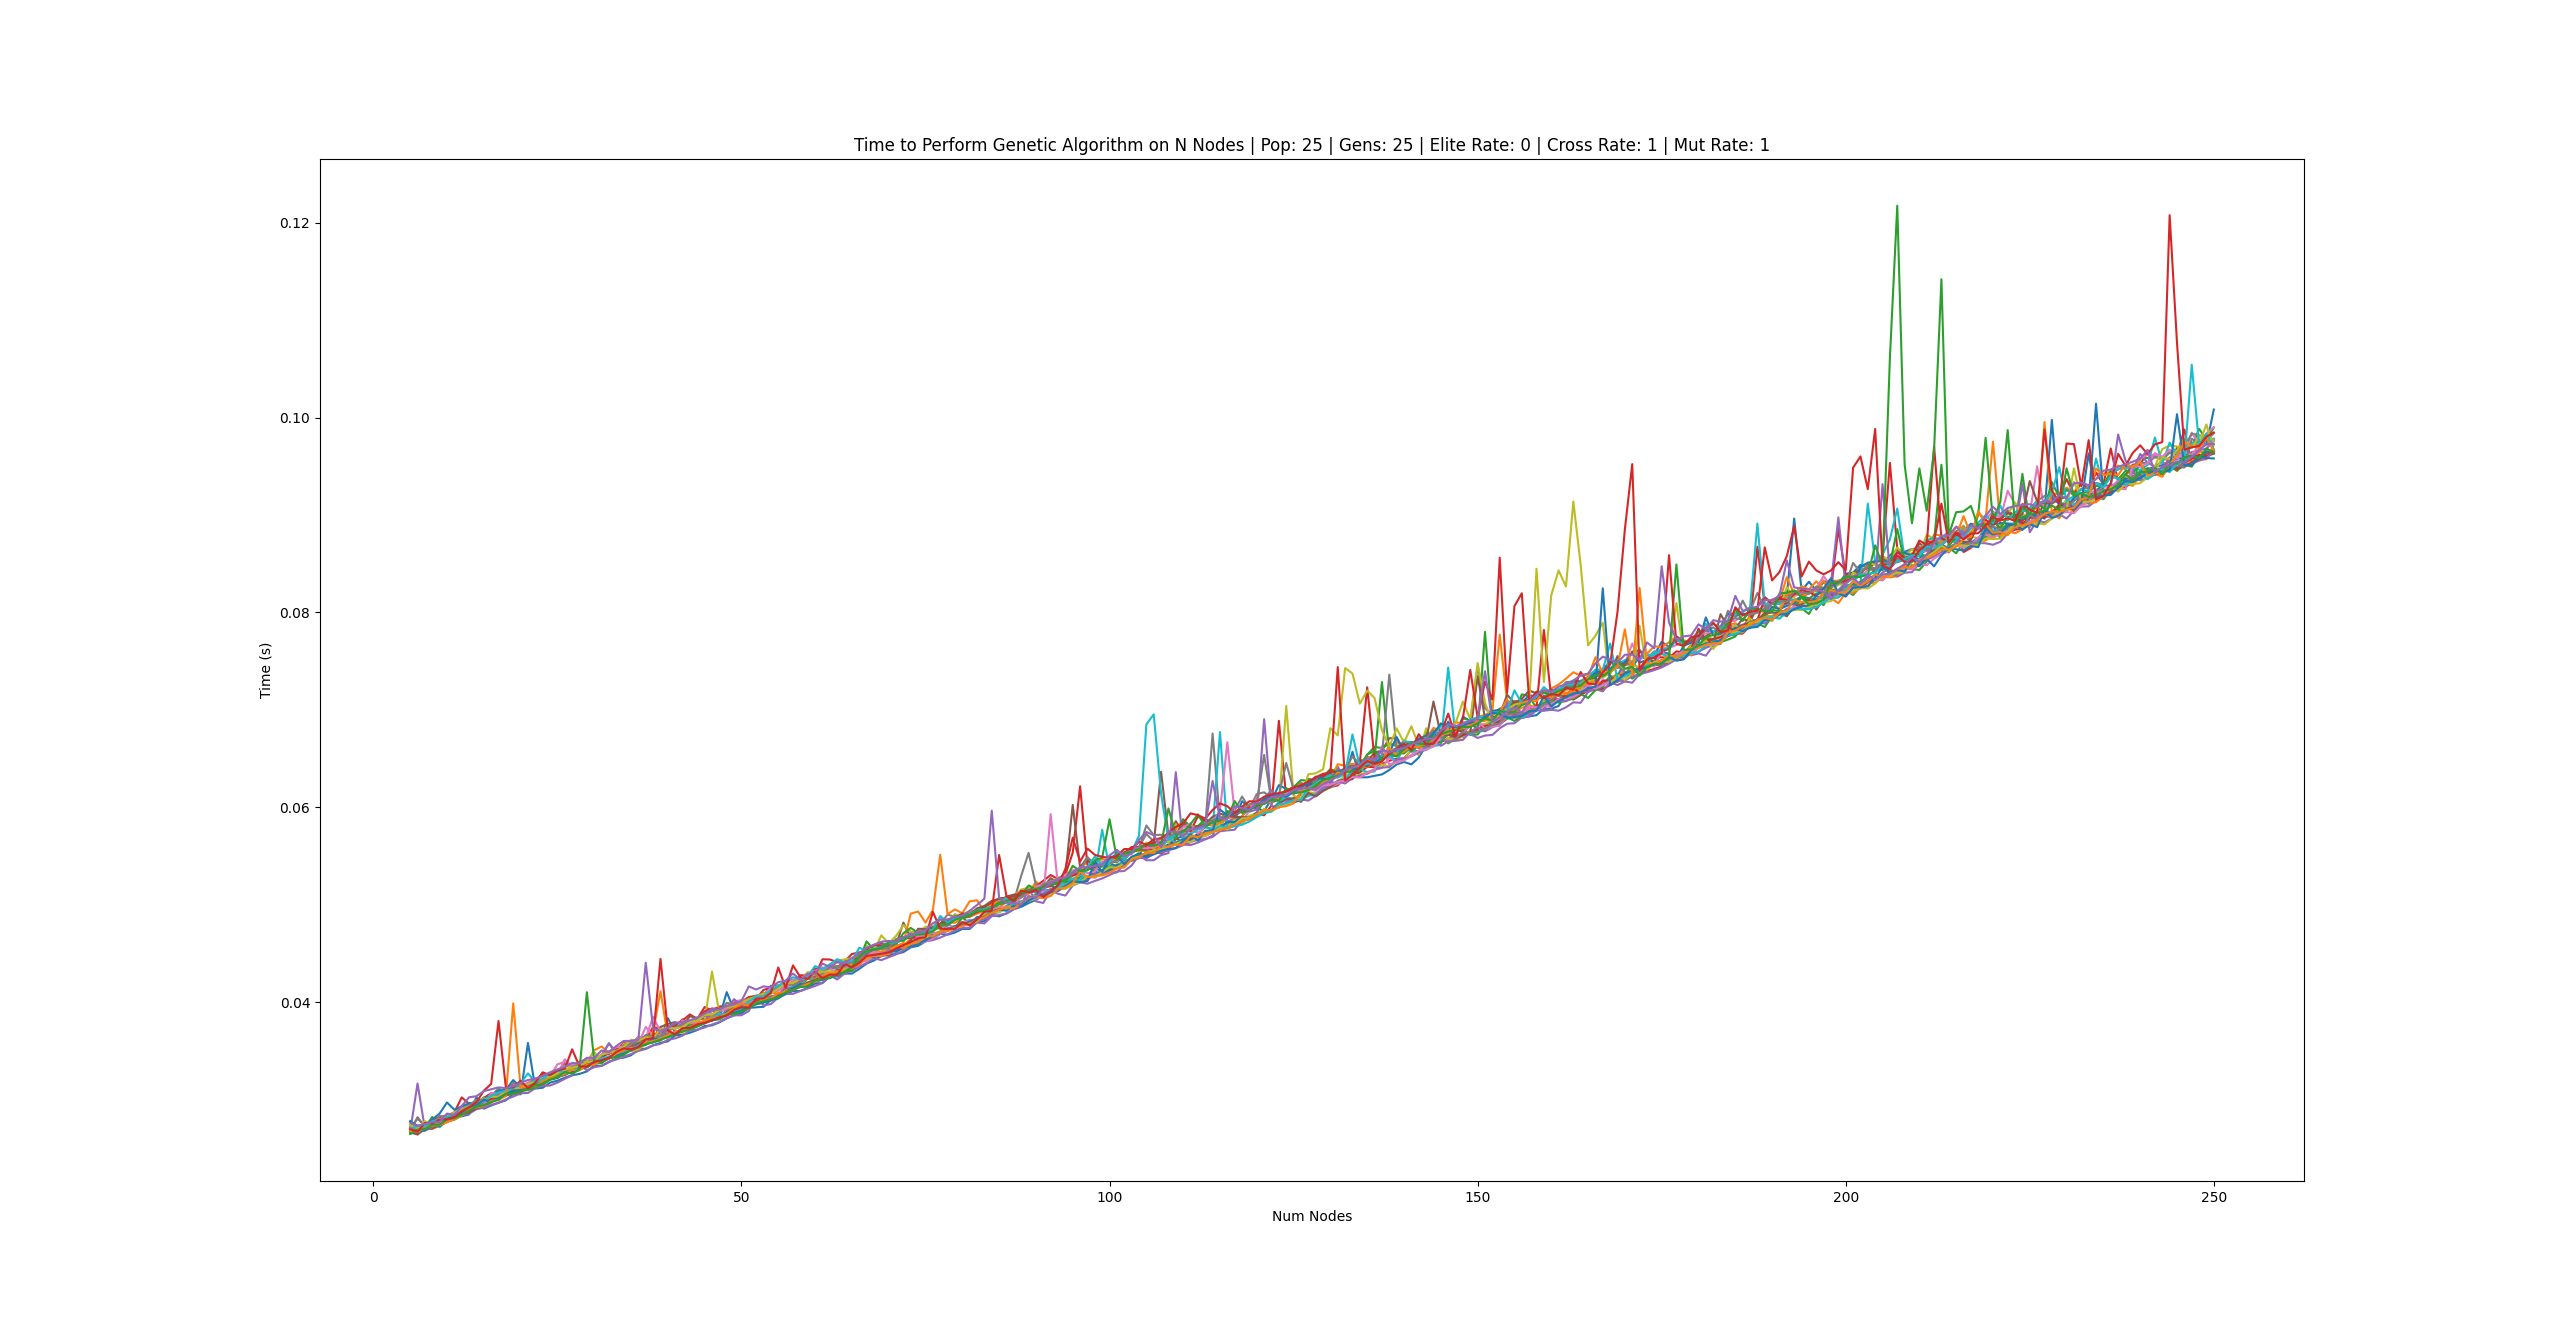 Time to Perform Genetic Algorithm on N Nodes | Pop: 25 | Gens: 25 | Elite Rate: 0 | Cross Rate: 1 | Mut Rate: 1
0.12
0.10
0.08
0.06
0.04
Time (s)
0 50 100 150 200 250
Num Nodes